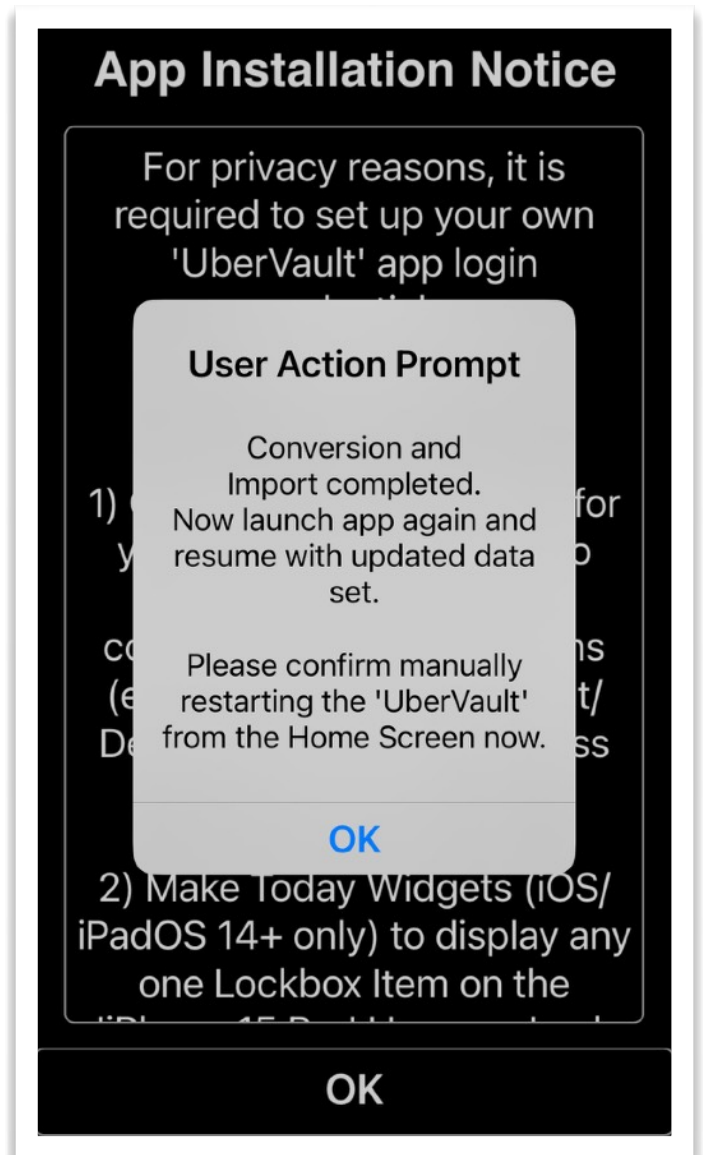 App Installation Notice
For privacy reasons, it is
required to set up your own
'UberVault' app login
User Action Prompt
Conversion and
Import completed.
Now launch app again and
resume with updated data
set.
Please confirm manually
restarting the 'UberVault'
from the Home Screen now.
OK
1) for
2) Make Today Widgets (iOS/
iPadOS 14+ only) to display any
one Lockbox Item on the
OK